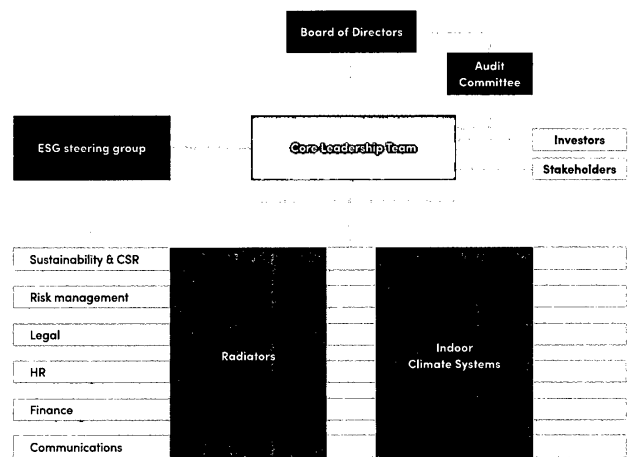 Board of Directors
Audit
Committee
ESG steering group
Core Leadership Team
Investors
Stakeholders
Sustainability & CSR
Risk management
Legal
HR
Finance
Communications
Radiators
Indoor
Climate Systems